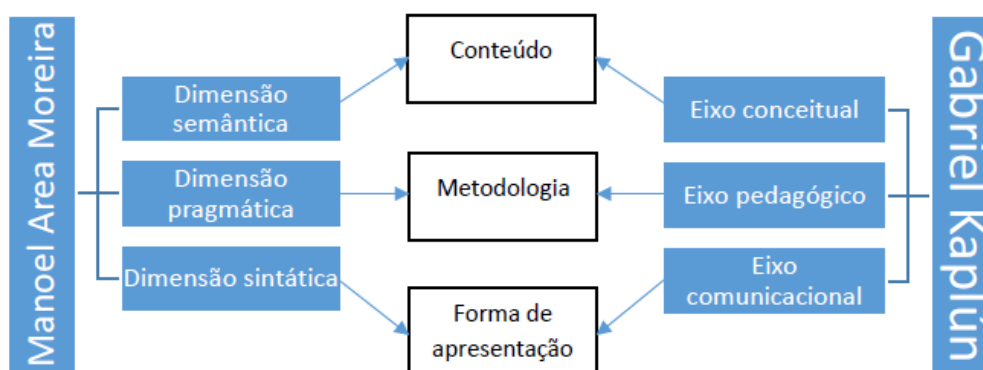 Manoel Area Moreira
Dimensão
semântica
Dimensão
pragmática
Dimensão sintática
Conteúdo
Metodologia
Forma de
apresentação
Eixo conceitual
Eixo pedagógico
Eixo
comunicacional
Gabriel Kaplún